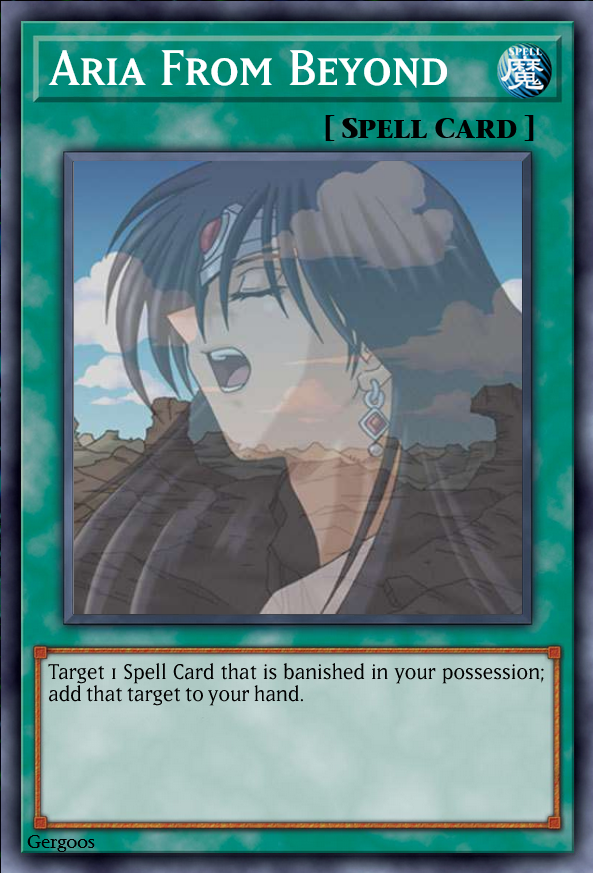 Aria From Beyond
SPELL
魔
[ Spell Card ]
Target 1 Spell Card that is banished in your possession;
add that target to your hand.
Gergoos